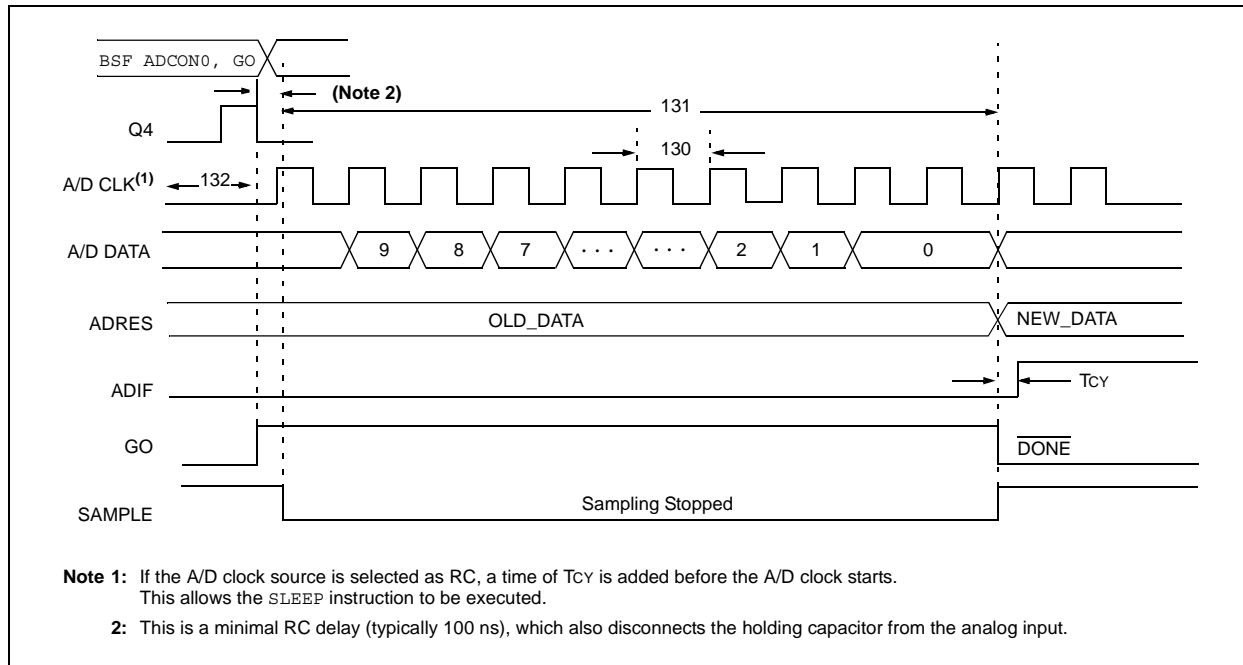 BSF ADCON0, GO
(Note 2)
131
Q4
130
A/D CLK(1)
132
A/D DATA
9 8 7 · · · · · · 2 1 0
ADRES
OLD_DATA
NEW_DATA
ADIF
TCY
GO
DONE
SAMPLE
Sampling Stopped
Note 1: If the A/D clock source is selected as RC, a time of TCY is added before the A/D clock starts.
This allows the SLEEP instruction to be executed.
2: This is a minimal RC delay (typically 100 ns), which also disconnects the holding capacitor from the analog input.